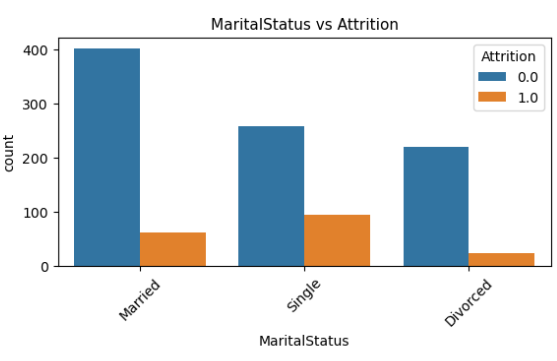 MaritalStatus vs Attrition
400
300
200
100
0
count
Attrition
0.0
1.0
Married
Single
Divorced
MaritalStatus